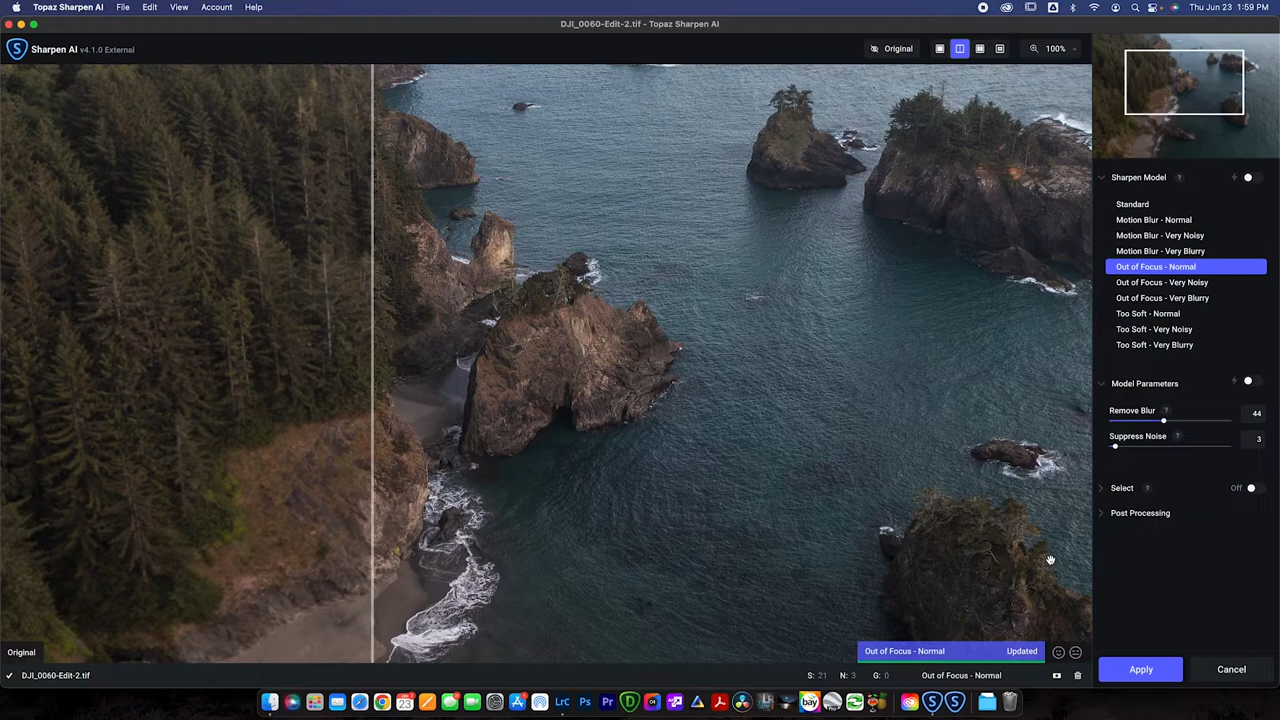 Topaz Sharpen AI File Edit View Account Help Thu Jun 23 1:59 PM
DJI_0060-Edit-2.tif - Topaz Sharpen AI
Sharpen AI v4.1.0 External Original 100%
Sharpen Model ?
Standard
Motion Blur - Normal
Motion Blur - Very Noisy
Motion Blur - Very Blurry
Out of Focus - Normal
Out of Focus - Very Noisy
Out of Focus - Very Blurry
Too Soft - Normal
Too Soft - Very Noisy
Too Soft - Very Blurry
Model Parameters
Remove Blur ? 44
Suppress Noise ? 3
Select ? Off
Post Processing
Original Out of Focus - Normal Updated
DJI_0060-Edit-2.tif S: 21 N: 3 G: 0 Out of Focus - Normal
Apply Cancel
23 LrC Ps Pr bay